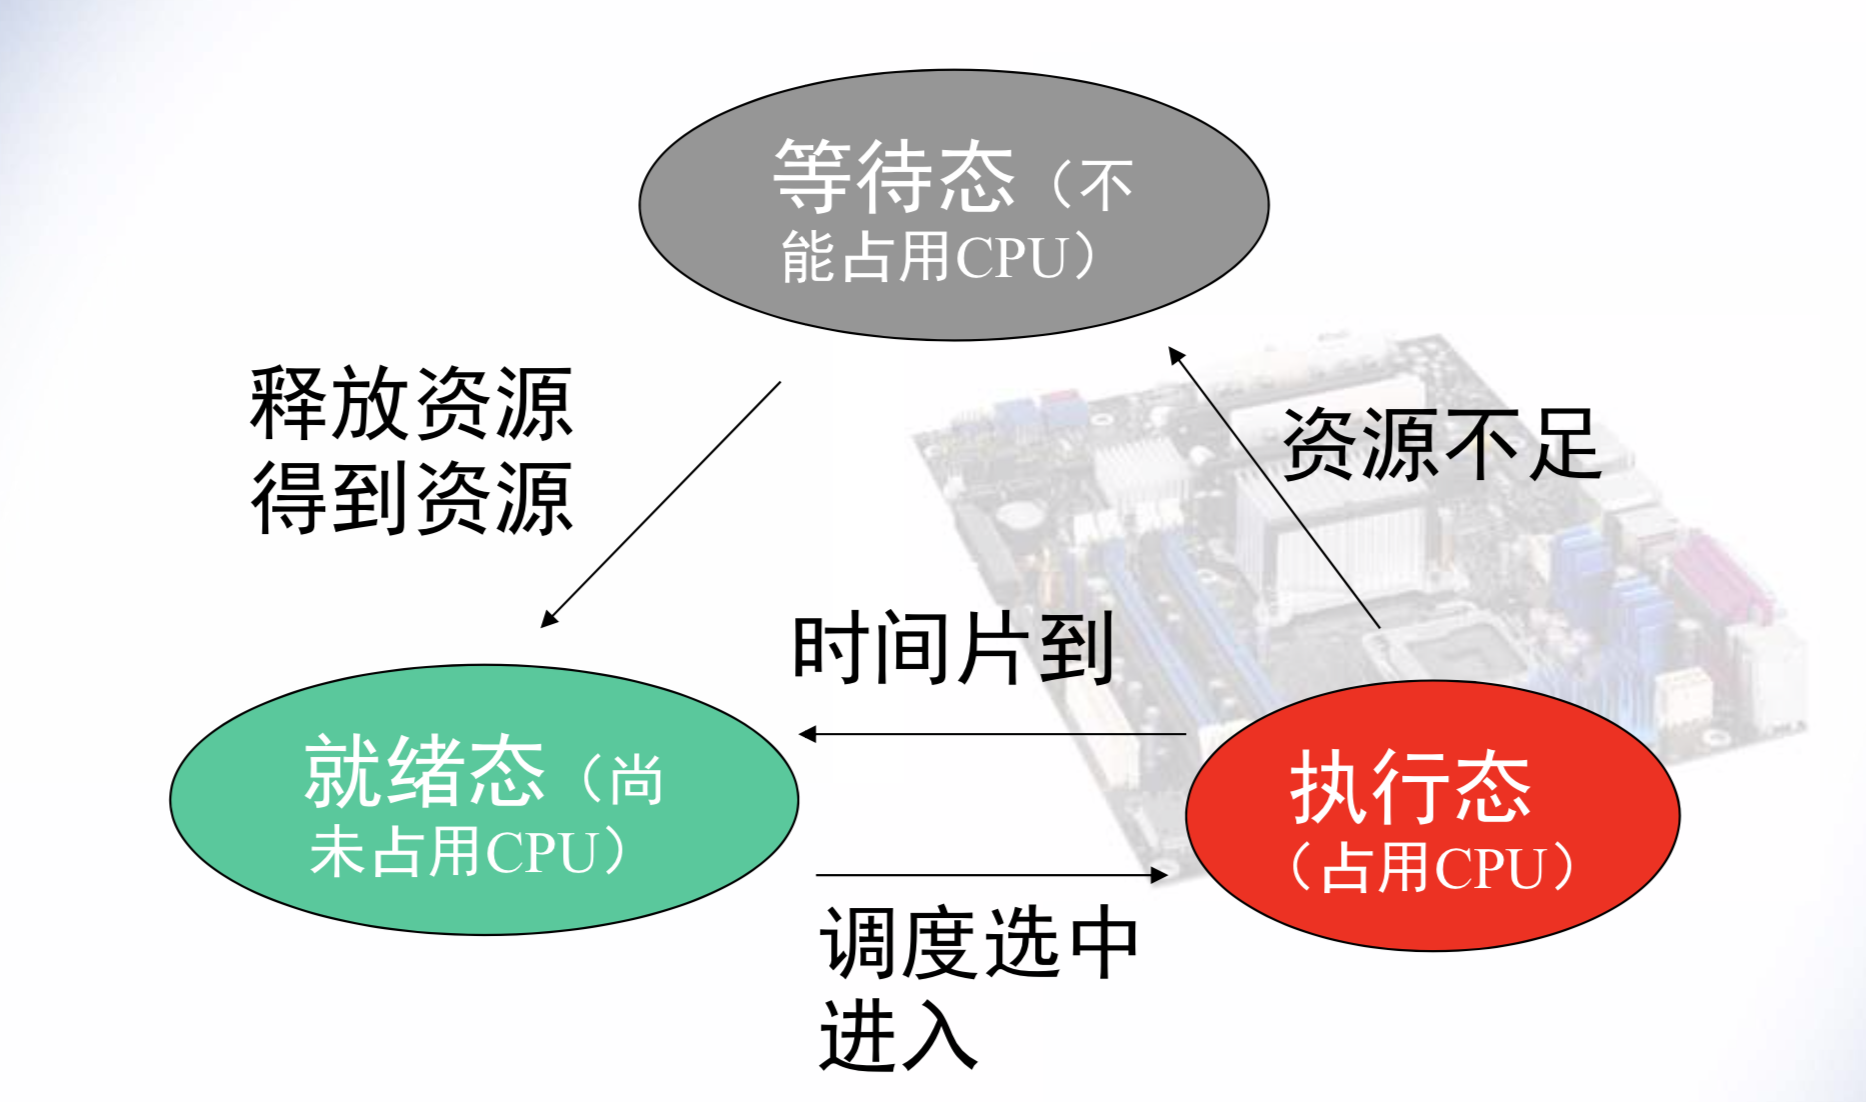 等待态（不
能占用CPU）
释放资源
得到资源
资源不足
时间片到
就绪态（尚
未占用CPU）
执行态
（占用CPU）
调度选中
进入